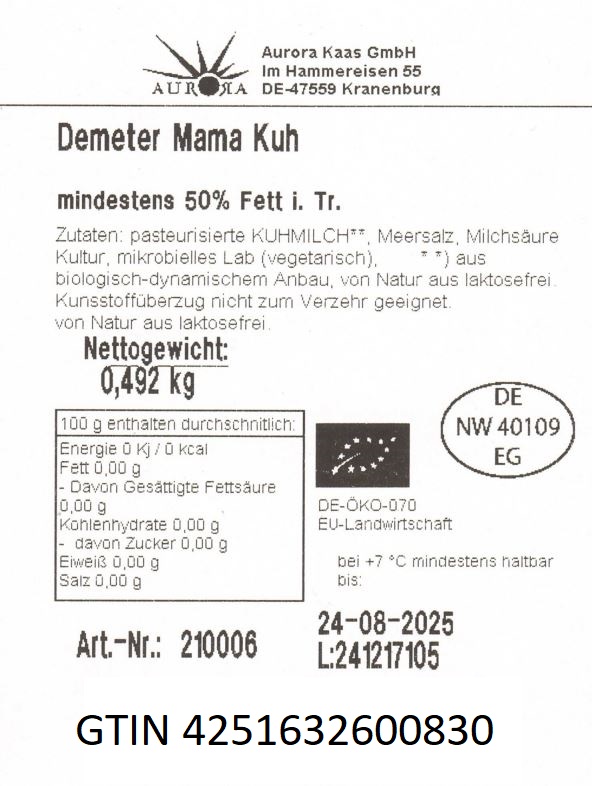 AURORA
Aurora Kaas GmbH
Im Hammereisen 55
DE-47559 Kranenburg
Demeter Mama Kuh
mindestens 50% Fett i. Tr.
Zutaten: pasteurisierte KUHMILCH**, Meersalz, Milchsäure
Kultur, mikrobielles Lab (vegetarisch), * *) aus
biologisch-dynamischem Anbau, von Natur aus laktosefrei.
Kunsstoffüberzug nicht zum Verzehr geeignet.
von Natur aus laktosefrei.
Nettogewicht:
0,492 kg
100 g enthalten durchschnitlich:
Energie 0 Kj / 0 kcal
Fett 0,00 g
- Davon Gesättigte Fettsäure
0,00 g
Kohlenhydrate 0,00 g
- davon Zucker 0,00 g
Eiweiß 0,00 g
Salz 0,00 g
DE
NW 40109
EG
DE-ÖKO-070
EU-Landwirtschaft
bei +7 °C mindestens haltbar
bis:
24-08-2025
L:241217105
Art.-Nr.: 210006
GTIN 4251632600830